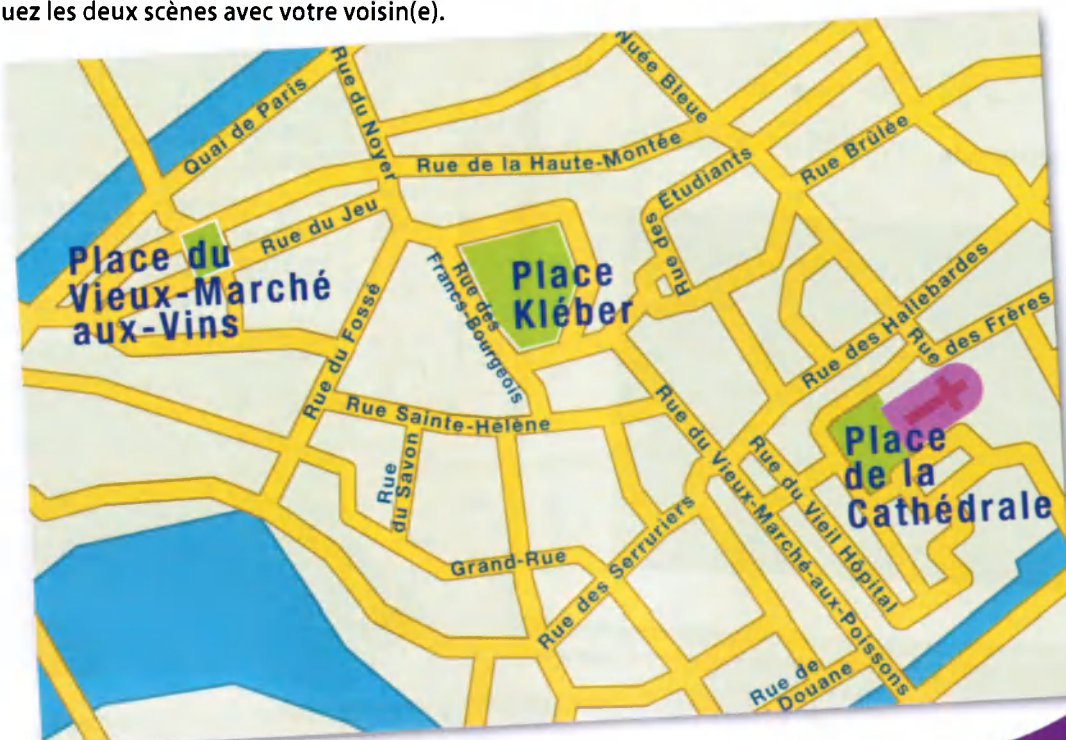 uez les deux scènes avec votre voisin(e).
Nuée Bleue
Rue du Noyer
Quai de Paris
Rue de la Haute-Montée
Rue Brûlée
Rue des
Étudiants
Rue du Jeu
Place du
Vieux-Marché
aux-Vins
Rue des
Francs-Bourgeois
Place
Kléber
Rue des Hallebardes
Rue des Frères
Rue du Fossé
Rue Sainte-Hélène
Rue
du Savon
Rue du Vieux-Marché-aux-Poissons
Rue du Vieil Hôpital
Place
de la
Cathédrale
Grand-Rue
Rue des Serruriers
Rue de
Douane